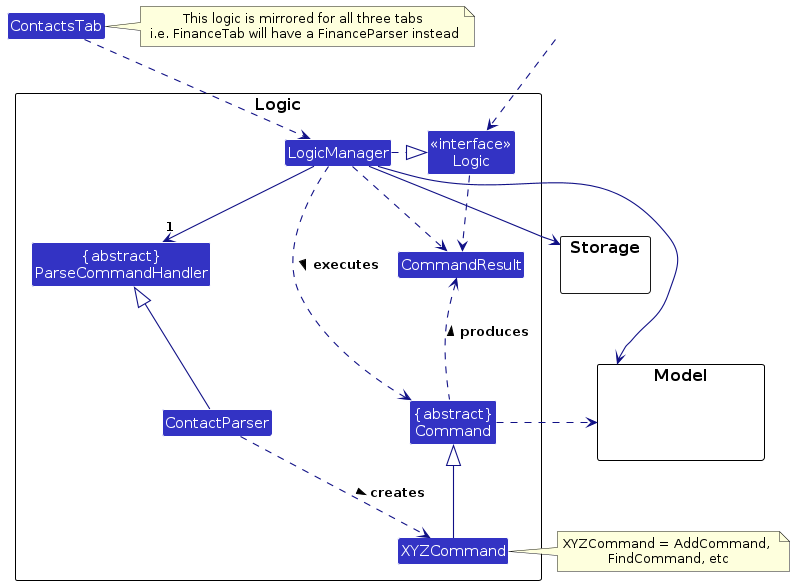 ContactsTab
This logic is mirrored for all three tabs
i.e. FinanceTab will have a FinanceParser instead
Logic
LogicManager
«interface»
Logic
1
{abstract}
ParseCommandHandler
executes
CommandResult
Storage
produces
Model
ContactParser
{abstract}
Command
creates
XYZCommand
XYZCommand = AddCommand,
FindCommand, etc